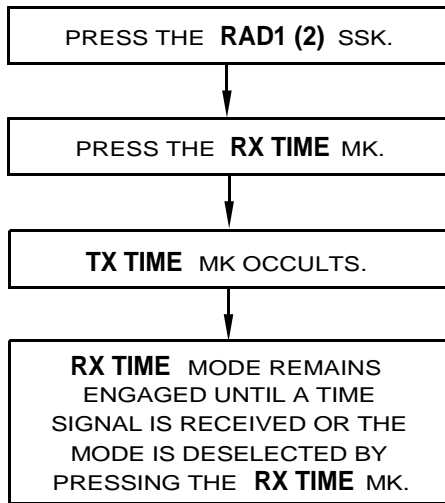 PRESS THE RAD1 (2) SSK.
PRESS THE RX TIME MK.
TX TIME MK OCCULTS.
RX TIME MODE REMAINS
ENGAGED UNTIL A TIME
SIGNAL IS RECEIVED OR THE
MODE IS DESELECTED BY
PRESSING THE RX TIME MK.